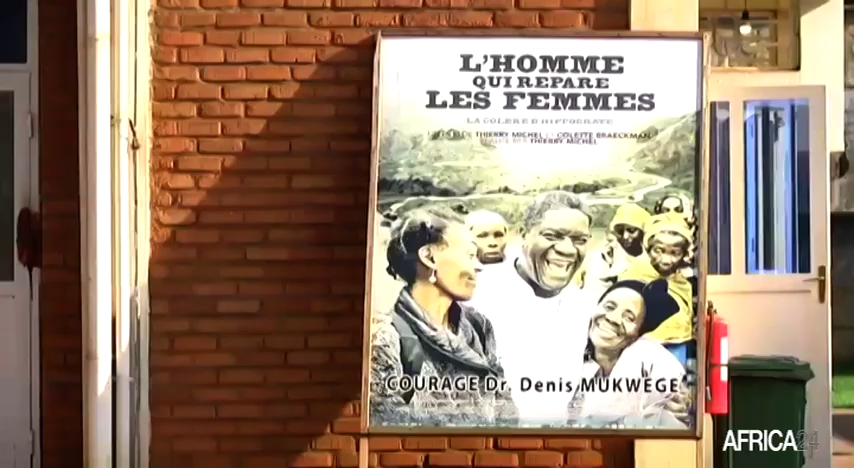 L'HOMME
QUI REPARE
LES FEMMES
LA COLERE D'HIPPOCRATE
THIERRY MICHEL COLETTE BRAECKMAN
THIERRY MICHEL
COURAGE Dr. Denis MUKWEGE
AFRICA24